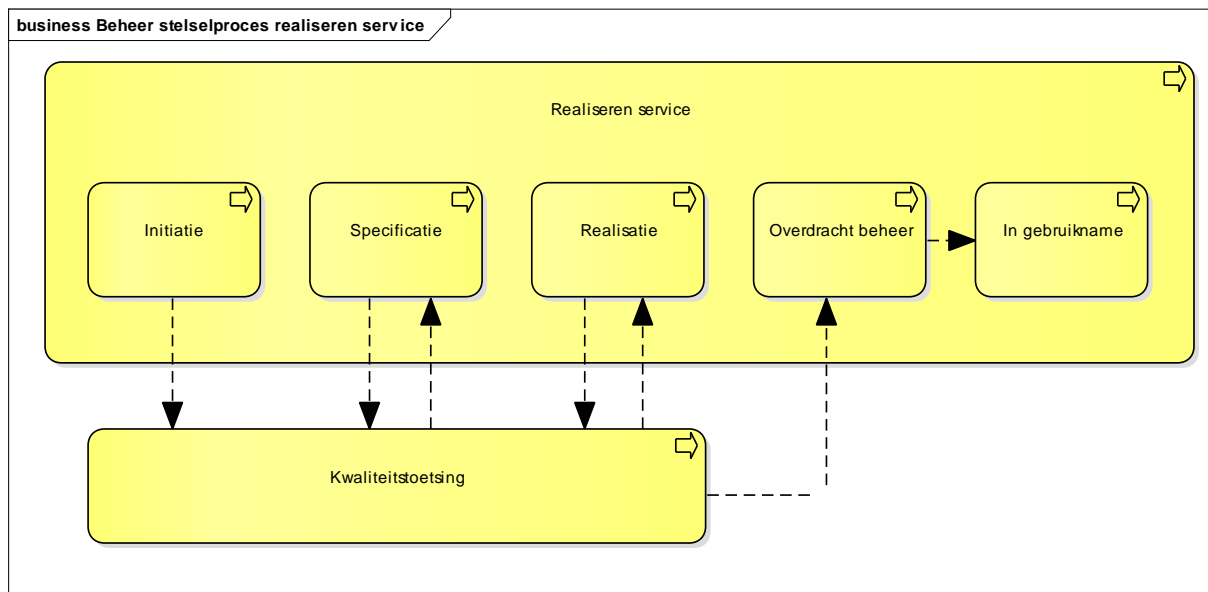 business Beheer stelselproces realiseren service
Realiseren service
Initiatie
Specificatie
Realisatie
Overdracht beheer
In gebruikname
Kwaliteitstoetsing